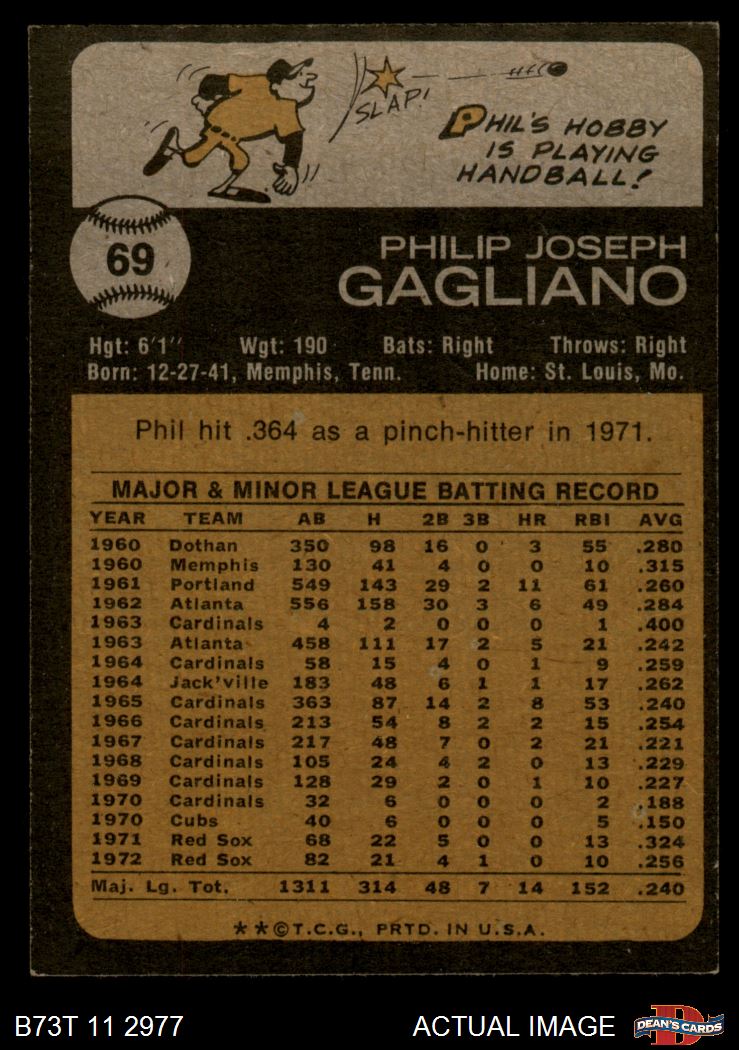 SLAP!
PHIL'S HOBBY
IS PLAYING
HANDBALL!
69
PHILIP JOSEPH
GAGLIANO
Hgt: 6'1" Wgt: 190 Bats: Right Throws: Right
Born: 12-27-41, Memphis, Tenn. Home: St. Louis, Mo.
Phil hit .364 as a pinch-hitter in 1971.
MAJOR & MINOR LEAGUE BATTING RECORD
YEAR TEAM AB H 2B 3B HR RBI AVG
1960 Dothan 350 98 16 0 3 55 .280
1960 Memphis 130 41 4 0 0 10 .315
1961 Portland 549 143 29 2 11 61 .260
1962 Atlanta 556 158 30 3 6 49 .284
1963 Cardinals 4 2 0 0 0 1 .400
1963 Atlanta 458 111 17 2 5 21 .242
1964 Cardinals 58 15 4 0 1 9 .259
1964 Jack'ville 183 48 6 1 1 17 .262
1965 Cardinals 363 87 14 2 8 53 .240
1966 Cardinals 213 54 8 2 2 15 .254
1967 Cardinals 217 48 7 0 2 21 .221
1968 Cardinals 105 24 4 2 0 13 .229
1969 Cardinals 128 29 2 0 1 10 .227
1970 Cardinals 32 6 0 0 0 2 .188
1970 Cubs 40 6 0 0 0 5 .150
1971 Red Sox 68 22 5 0 0 13 .324
1972 Red Sox 82 21 4 1 0 10 .256
Maj. Lg. Tot. 1311 314 48 7 14 152 .240
**©T.C.G., PRTD. IN U.S.A.
B73T 11 2977 ACTUAL IMAGE D DEAN'S CARDS